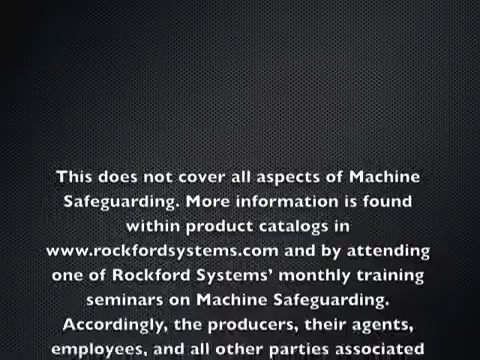 This does not cover all aspects of Machine
Safeguarding. More information is found
within product catalogs in
www.rockfordsystems.com and by attending
one of Rockford Systems’ monthly training
seminars on Machine Safeguarding.
Accordingly, the producers, their agents,
employees, and all other parties associated